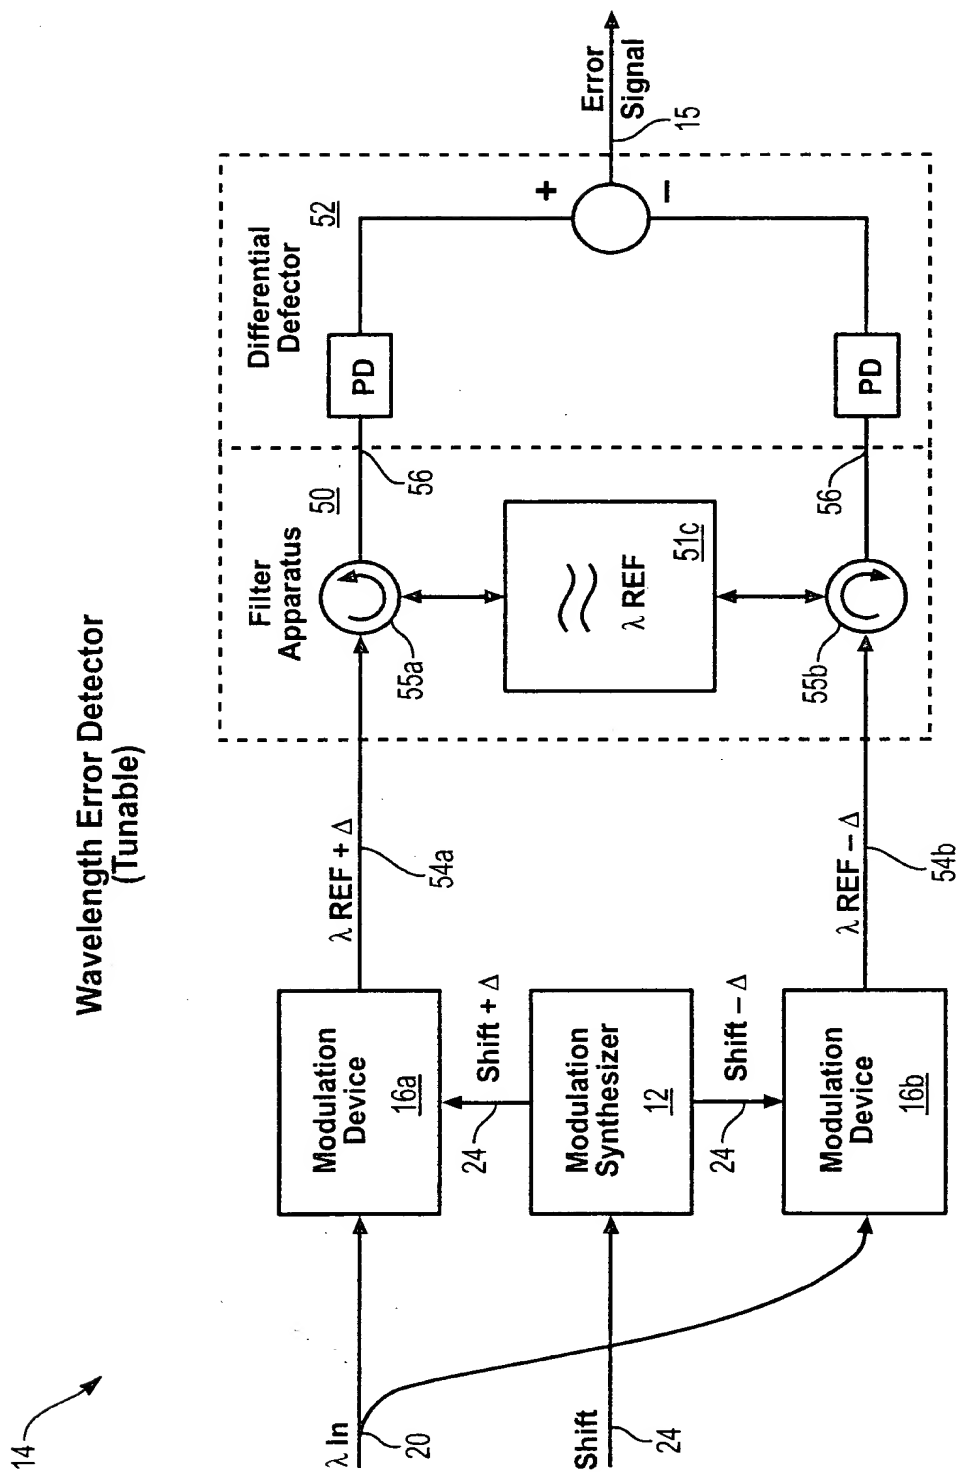 Wavelength Error Detector
(Tunable)
14
λ In
20
Shift
24
Modulation
Device
16a
Shift + Δ
24
Modulation
Synthesizer
12
Shift – Δ
24
Modulation
Device
16b
λ REF + Δ
54a
λ REF – Δ
54b
Filter
Apparatus
50
55a
λ REF
51c
55b
56
56
Differential
Defector
52
PD
PD
+
–
Error
Signal
15